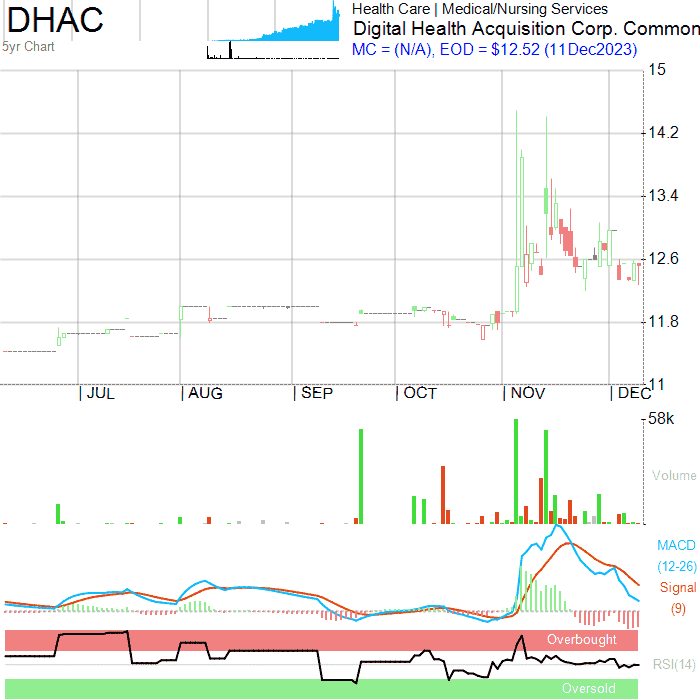 DHAC
5yr Chart
Health Care | Medical/Nursing Services
Digital Health Acquisition Corp. Common
MC = (N/A), EOD = $12.52 (11Dec2023)
15
14.2
13.4
12.6
11.8
11
JUL
AUG
SEP
OCT
NOV
DEC
58k
Volume
MACD
(12-26)
Signal
(9)
Overbought
RSI(14)
Oversold